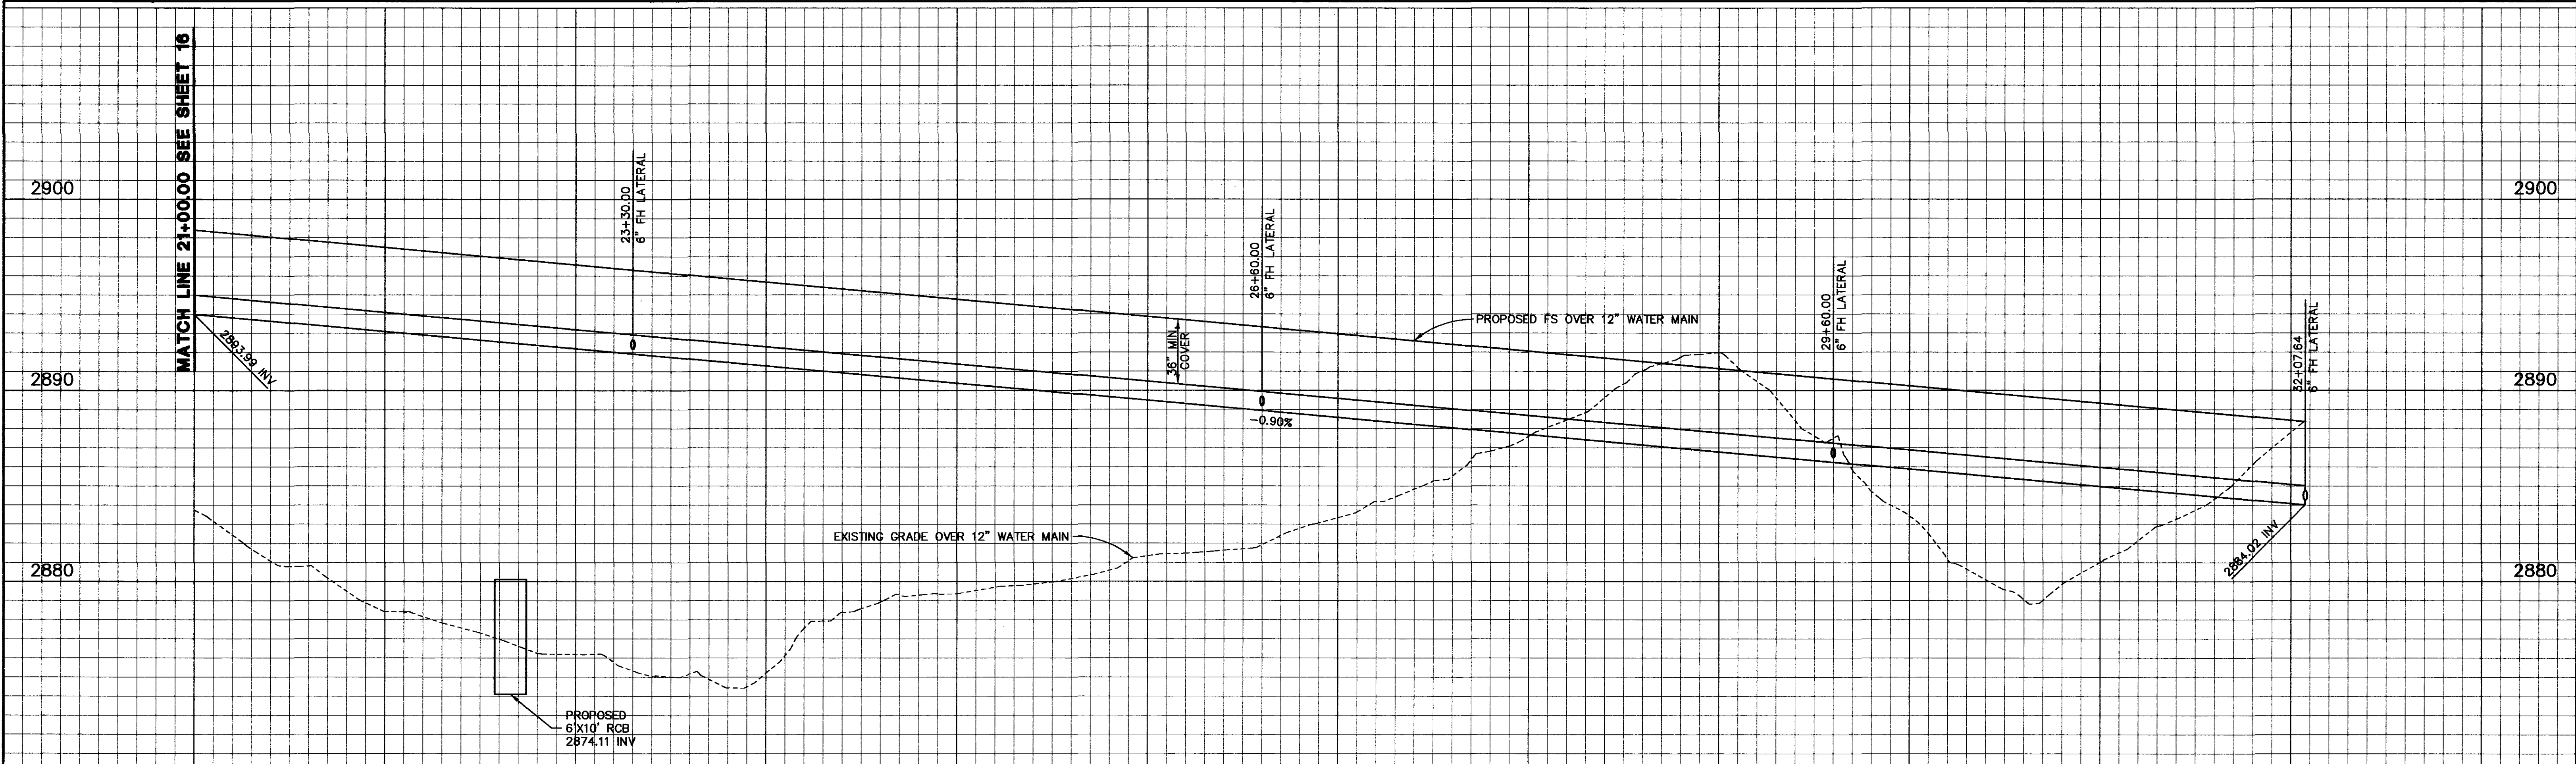 MATCH LINE 21+00.00 SEE SHEET 16
2900
2900
23+30.00
6" FH LATERAL
26+60.00
6" FH LATERAL
29+60.00
6" FH LATERAL
32+07.64
6" FH LATERAL
PROPOSED FS OVER 12" WATER MAIN
36" MIN
COVER
2893.99 INV
2890
2890
-0.90%
EXISTING GRADE OVER 12" WATER MAIN
2884.02 INV
2880
2880
PROPOSED
6'X10' RCB
2874.11 INV